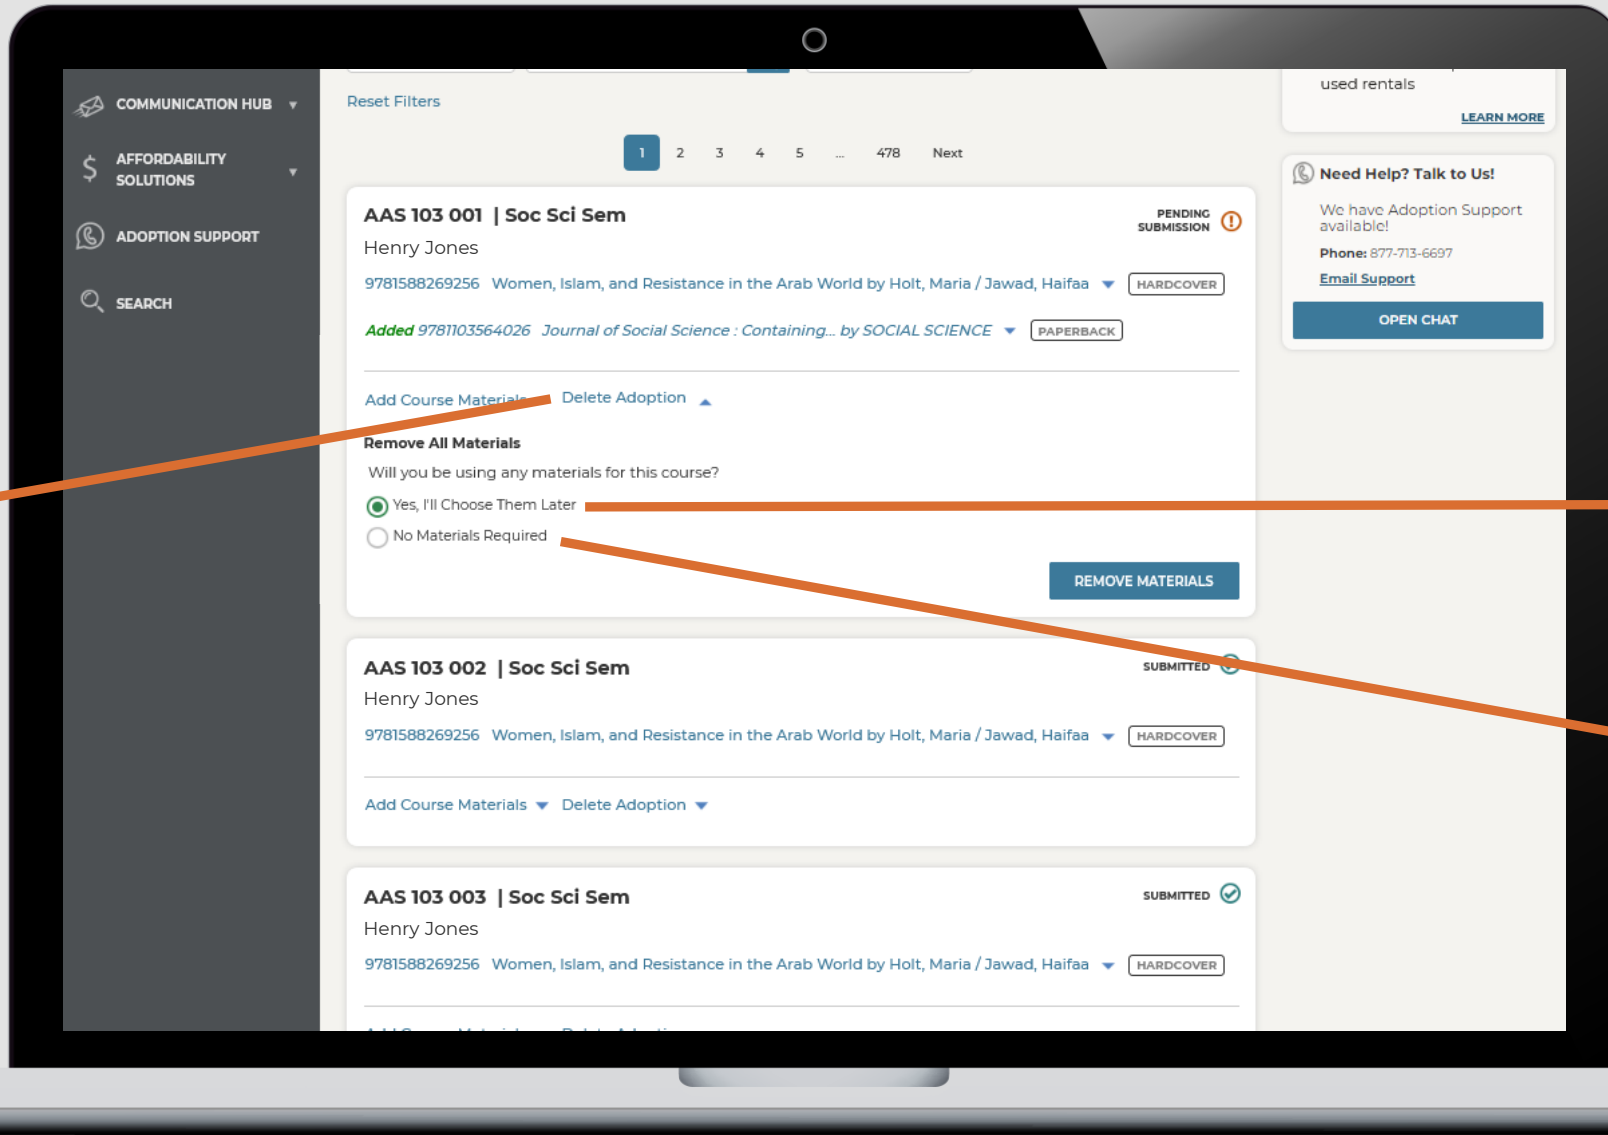 COMMUNICATION HUB
AFFORDABILITY
SOLUTIONS
ADOPTION SUPPORT
SEARCH
Reset Filters
1 2 3 4 5 ... 478 Next
AAS 103 001 | Soc Sci Sem
PENDING
SUBMISSION
Henry Jones
9781588269256 Women, Islam, and Resistance in the Arab World by Holt, Maria / Jawad, Haifaa HARDCOVER
Added 9781103564026 Journal of Social Science : Containing... by SOCIAL SCIENCE PAPERBACK
Add Course Materials Delete Adoption
Remove All Materials
Will you be using any materials for this course?
Yes, I'll Choose Them Later
No Materials Required
REMOVE MATERIALS
AAS 103 002 | Soc Sci Sem
SUBMITTED
Henry Jones
9781588269256 Women, Islam, and Resistance in the Arab World by Holt, Maria / Jawad, Haifaa HARDCOVER
Add Course Materials Delete Adoption
AAS 103 003 | Soc Sci Sem
SUBMITTED
Henry Jones
9781588269256 Women, Islam, and Resistance in the Arab World by Holt, Maria / Jawad, Haifaa HARDCOVER
used rentals
LEARN MORE
Need Help? Talk to Us!
We have Adoption Support
available!
Phone: 877-713-6697
Email Support
OPEN CHAT